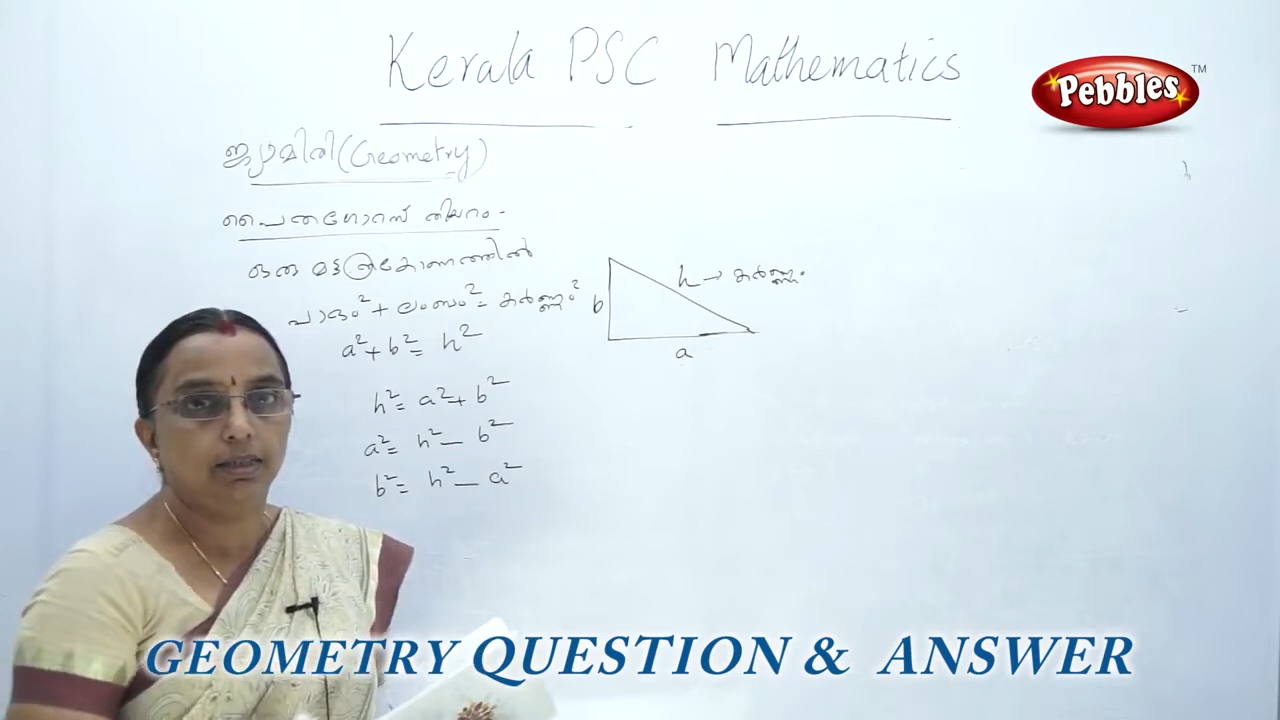 Kerala PSC Mathematics
Pebbles TM
ജ്യാമിതി (Geometry)
പൈതഗോറസ് നിയമം -
ഒരു മട്ട ത്രികോണത്തിൽ
പാദം² + ലംബം² = കർണ്ണം²
a² + b² = h²
h² = a² + b²
a² = h² – b²
b² = h² – a²
b
h → കർണ്ണം
a
GEOMETRY QUESTION & ANSWER